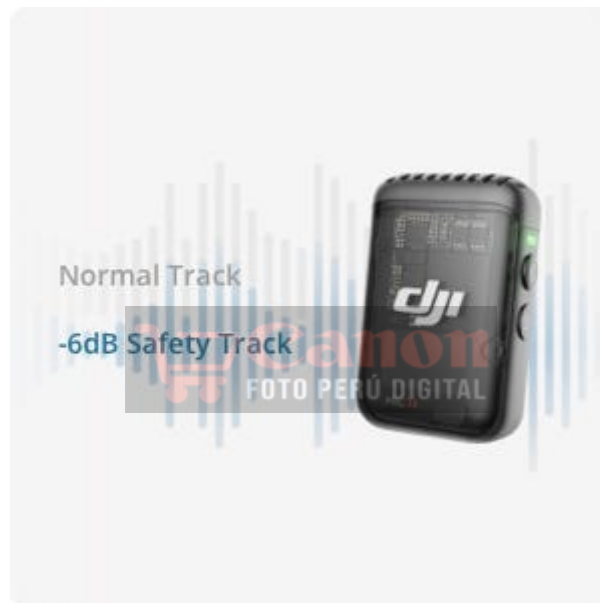 Normal Track
-6dB Safety Track
Canon
FOTO PERÚ DIGITAL
dji